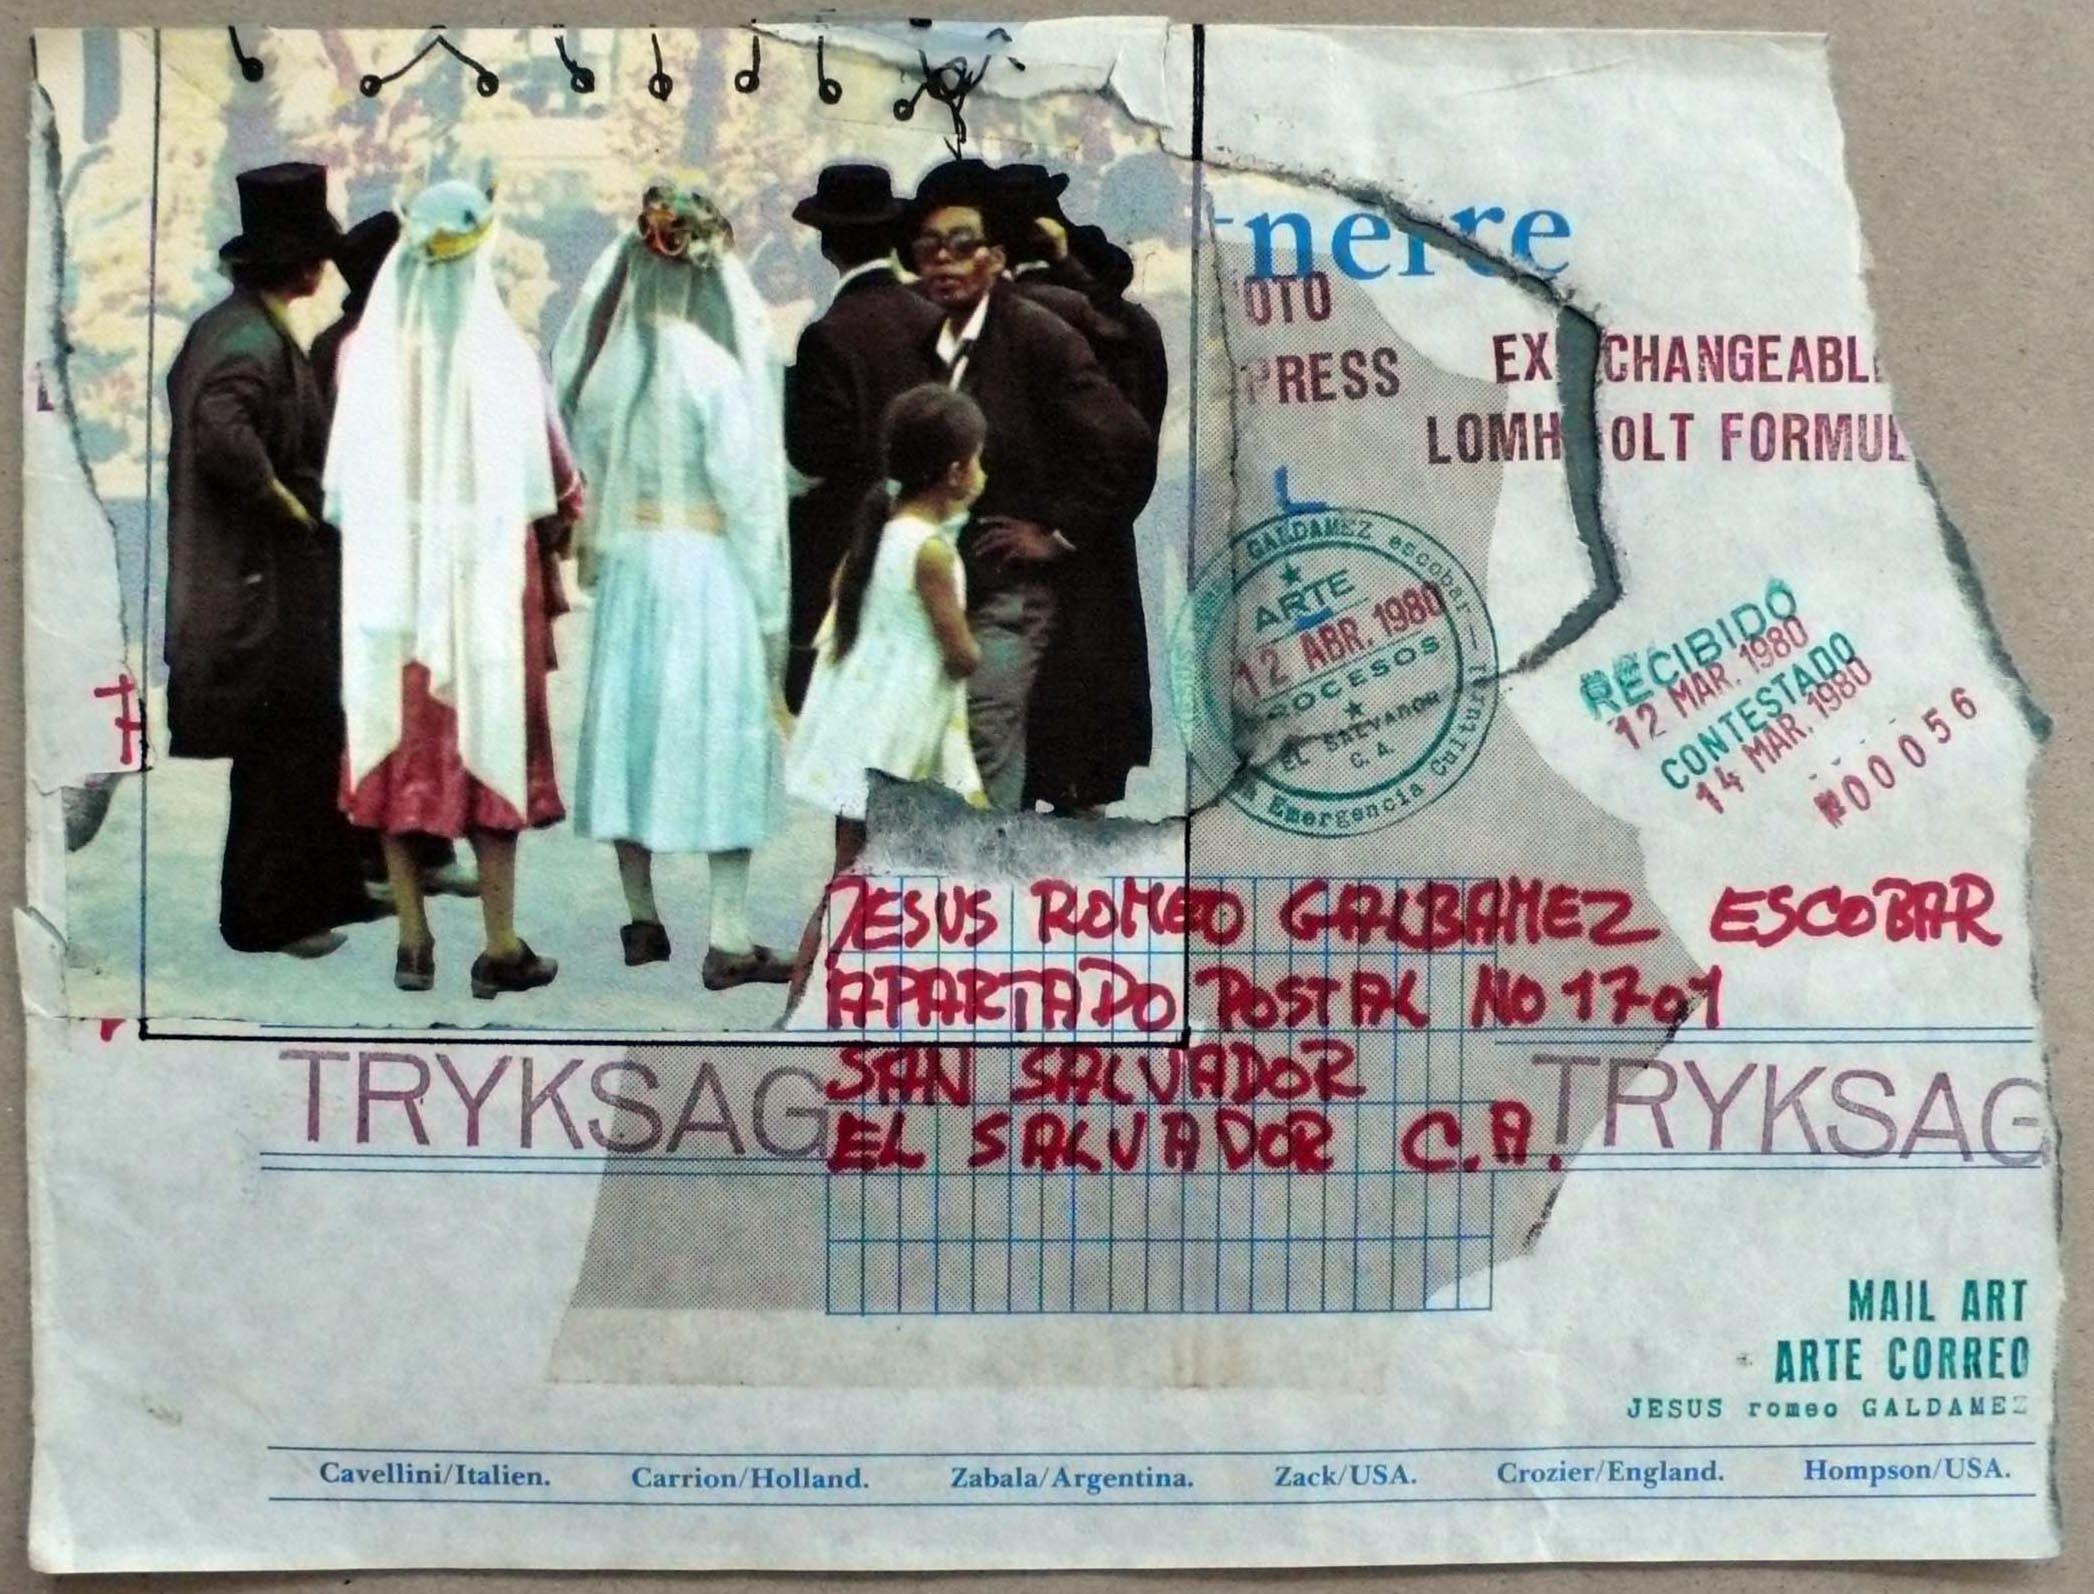 OTO
PRESS
EX CHANGEABL
LOMH OLT FORMUL
L
GALDAMEZ escobar
ARTE
12 ABR. 1980
PROCESOS
EL SALVADOR
C. A.
Emergencia Cultural
RECIBIDO
12 MAR. 1980
CONTESTADO
14 MAR. 1980
00056
JESUS ROMEO GALBAMEZ ESCOBAR
APARTADO POSTAL NO 1701
SAN SALVADOR
EL SALVADOR C.A.
TRYKSAG TRYKSAG
MAIL ART
ARTE CORREO
JESUS romeo GALDAMEZ
Cavellini/Italien. Carrion/Holland. Zabala/Argentina. Zack/USA. Crozier/England. Hompson/USA.